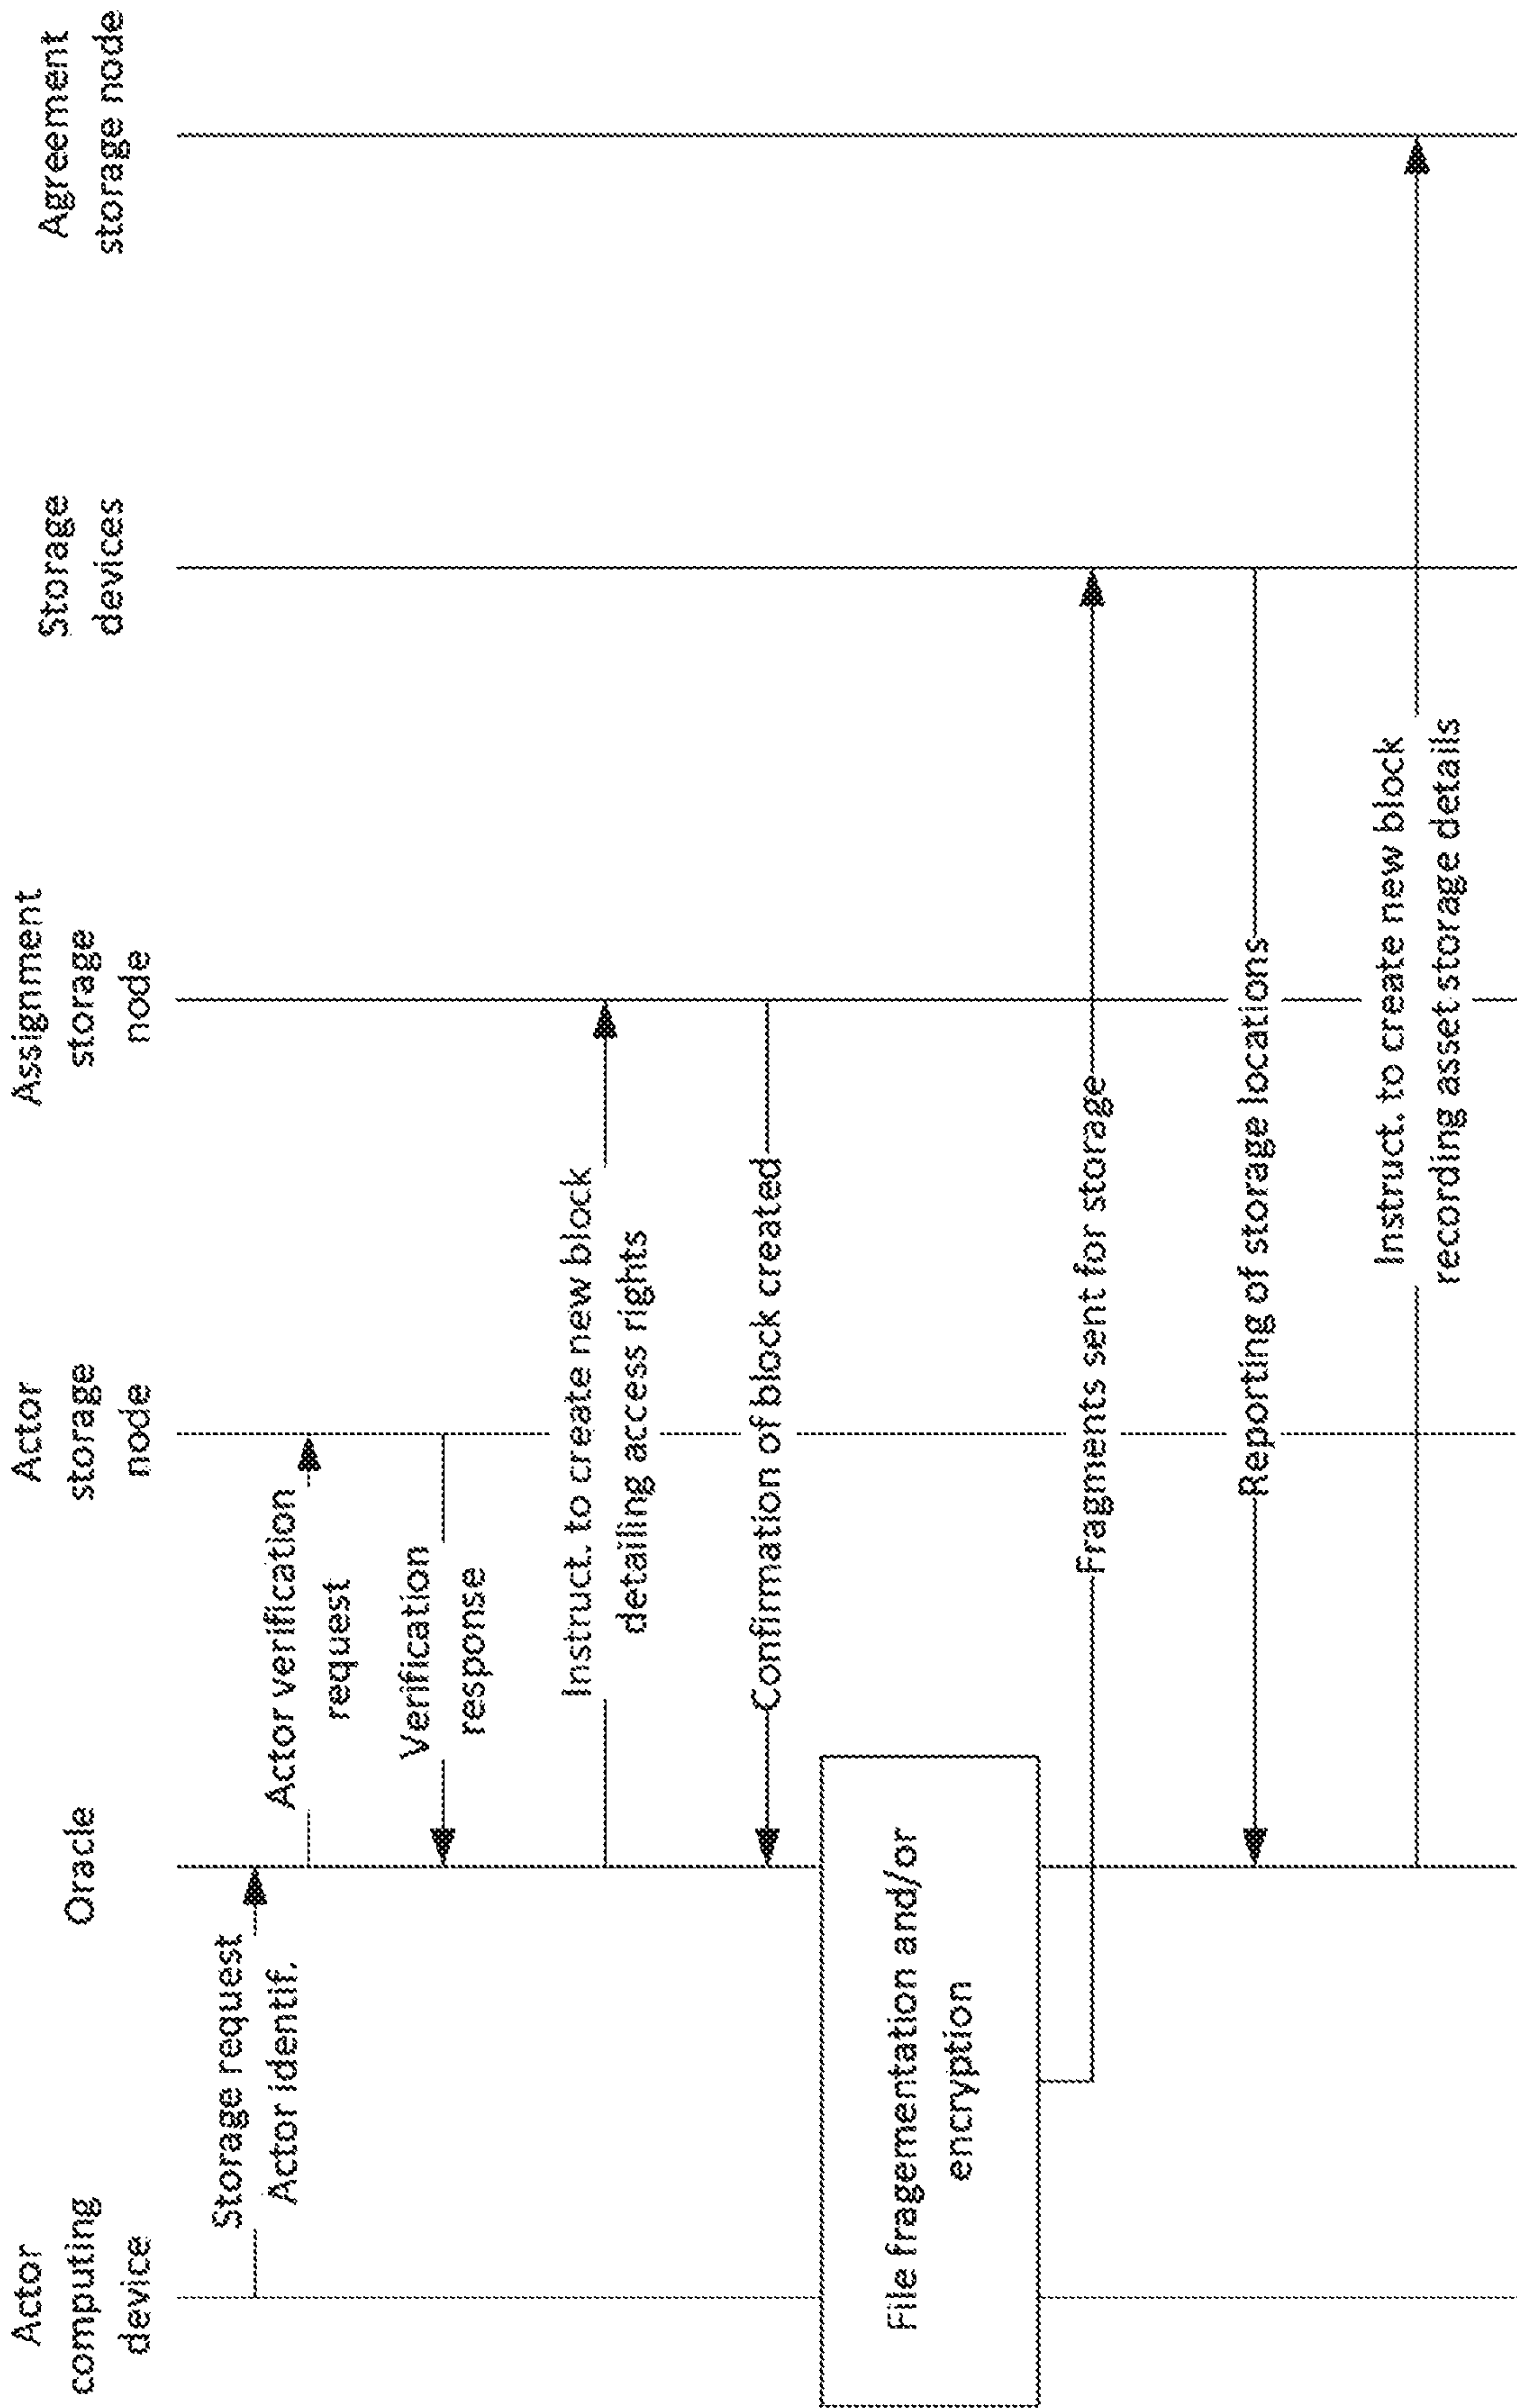 Actor
computing
device
Oracle
Actor
storage
node
Assignment
storage
node
Storage
devices
Agreement
storage node
Storage request
Actor identif.
Actor verification
request
Verification
response
Instruct. to create new block
detailing access rights
Confirmation of block created
File fragementation and/or
encryption
Fragments sent for storage
Reporting of storage locations
Instruct. to create new block
recording asset storage details